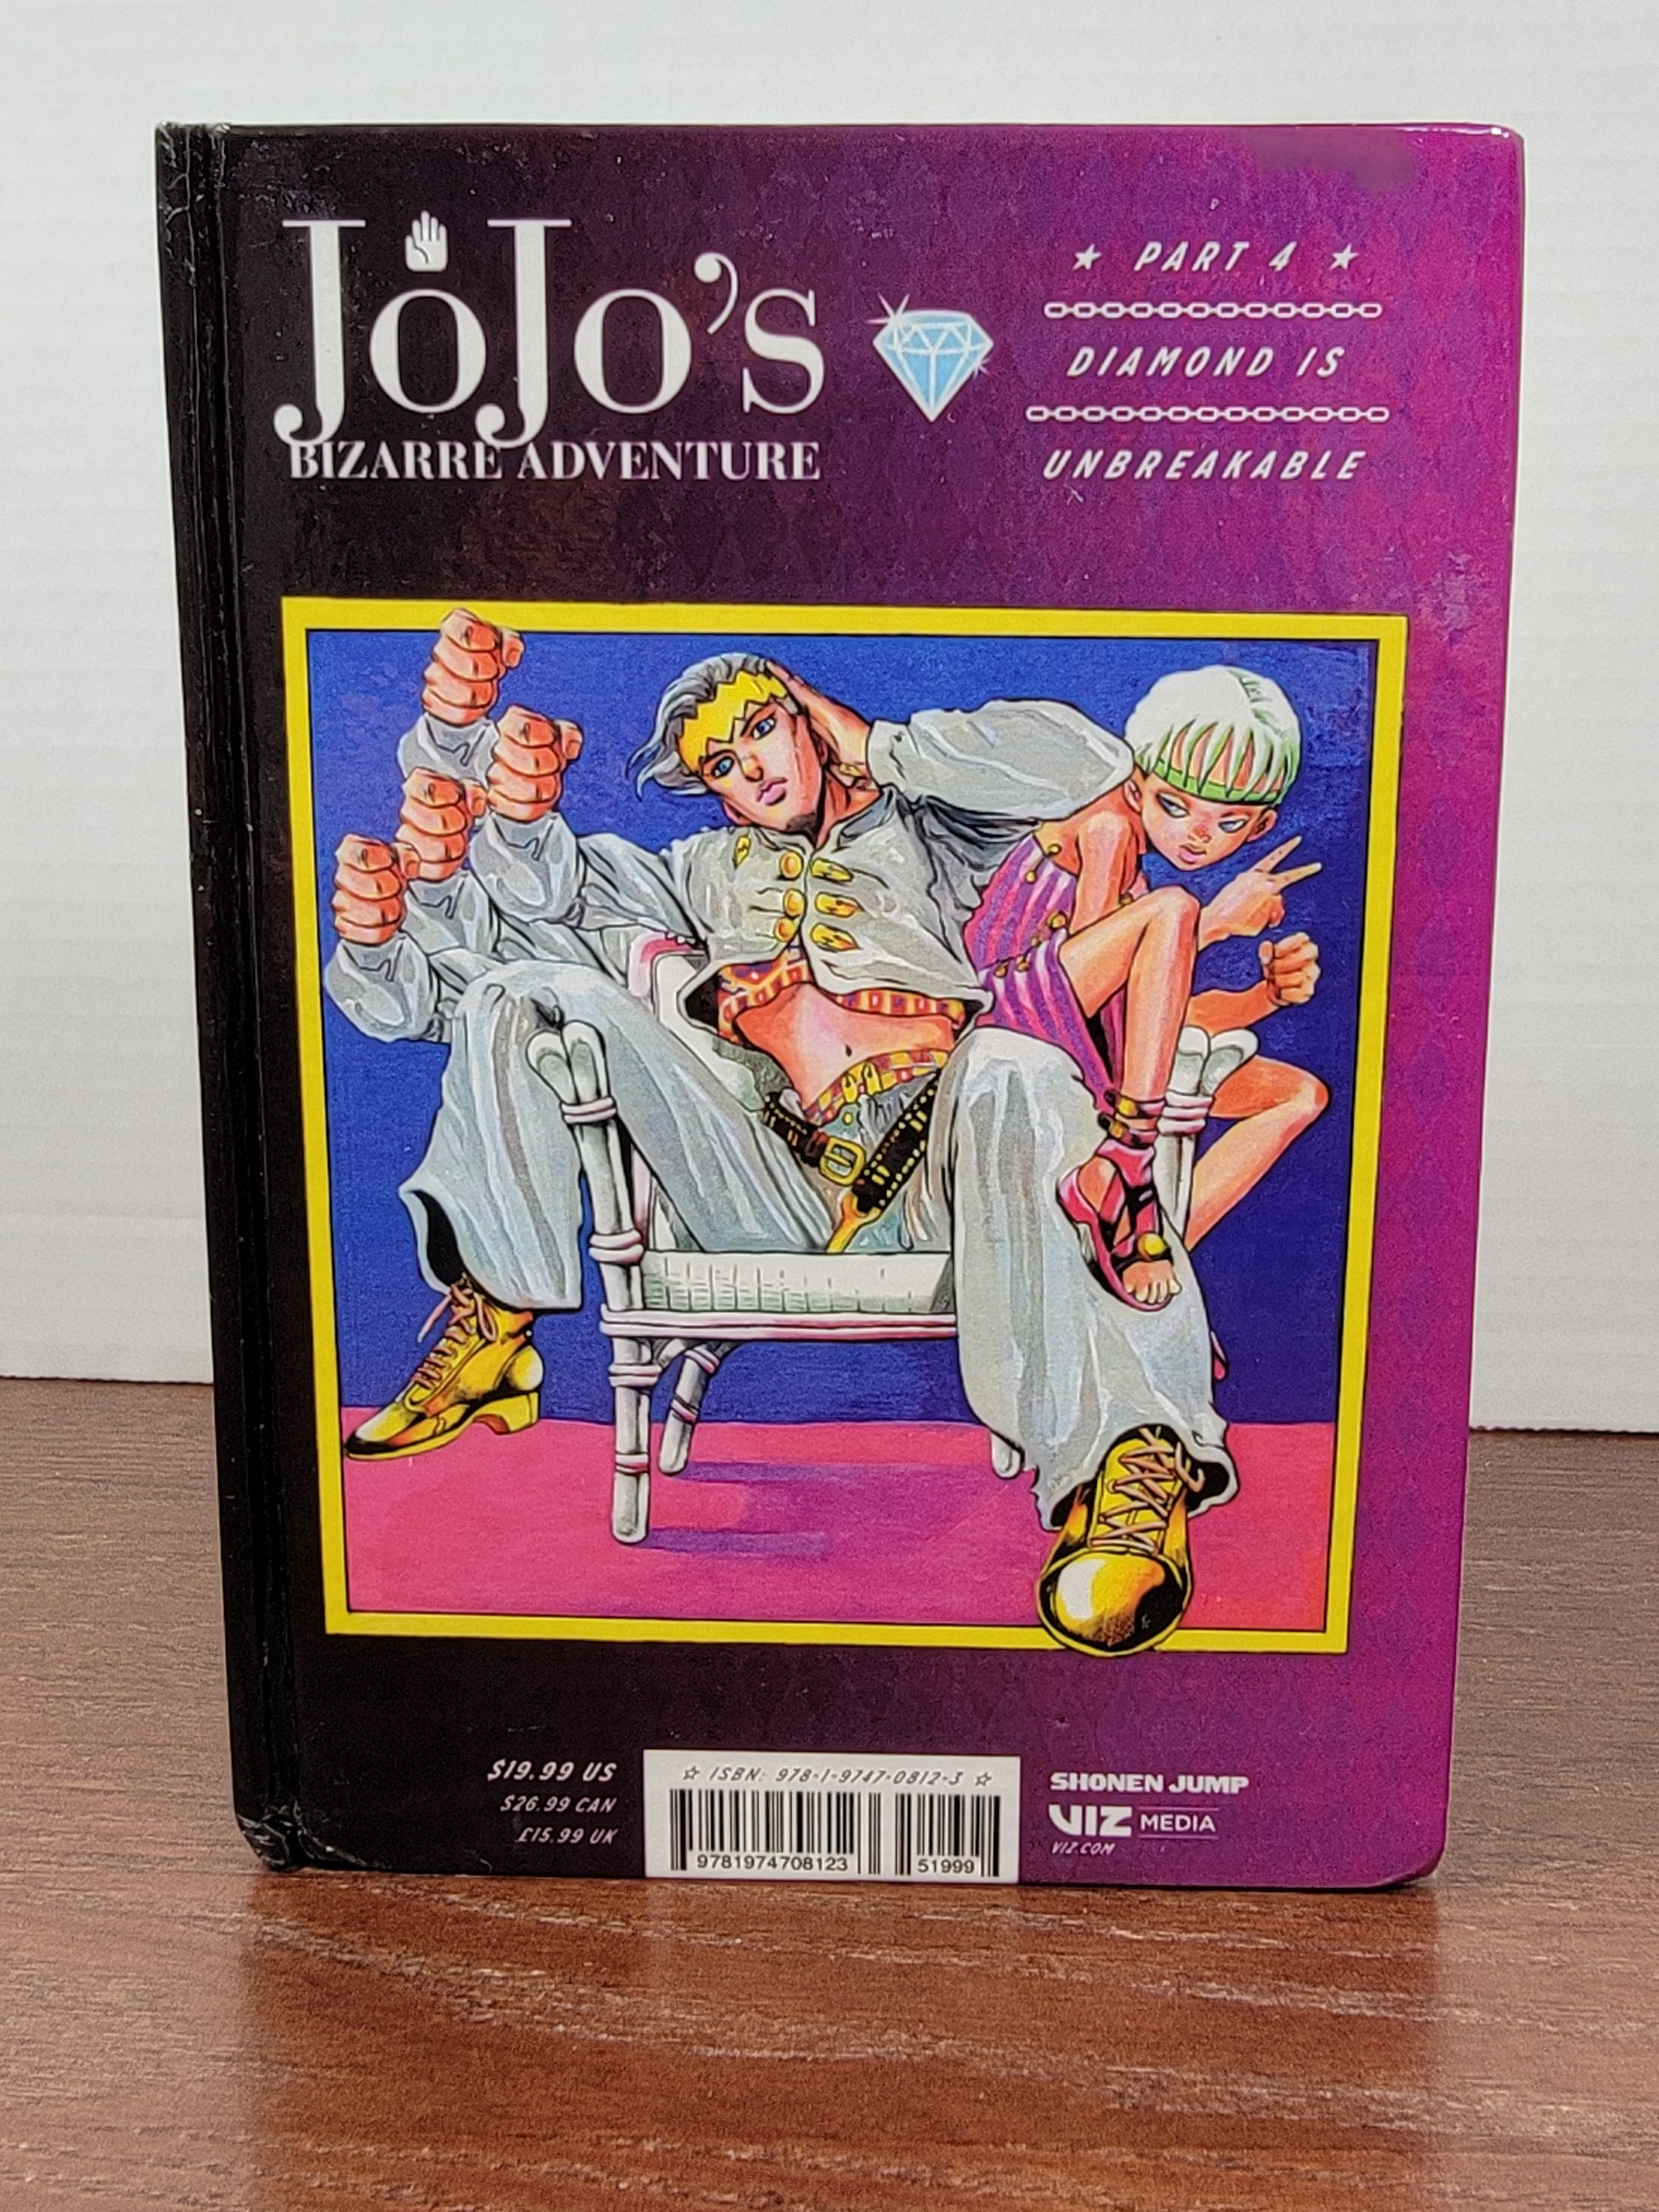 JoJo's
BIZARRE ADVENTURE
★ PART 4 ★
DIAMOND IS
UNBREAKABLE
$19.99 US
$26.99 CAN
£15.99 UK
☆ ISBN: 978-1-9747-0812-3 ☆
9781974708123
51999
SHONEN JUMP
VIZ MEDIA
VIZ.COM